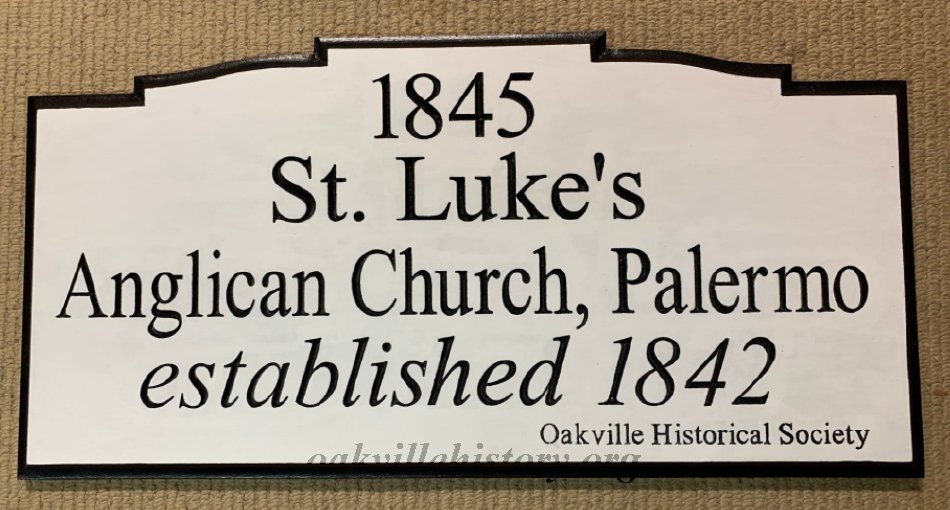 1845
St. Luke's
Anglican Church, Palermo
established 1842
Oakville Historical Society
oakvillehistory.org